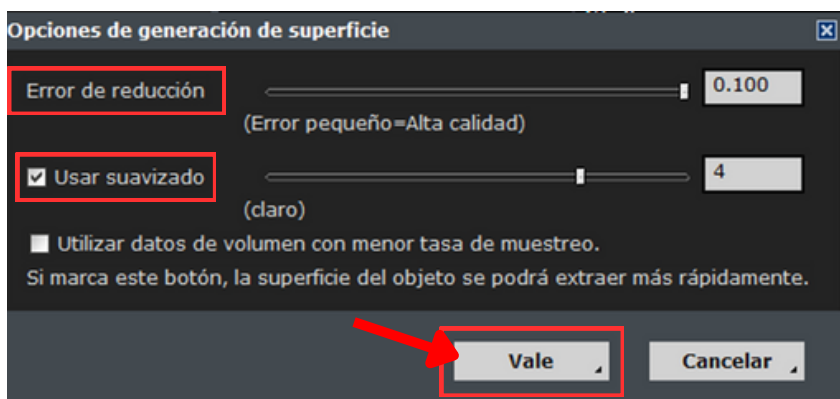 Opciones de generación de superficie
Error de reducción 0.100
(Error pequeño=Alta calidad)
Usar suavizado 4
(claro)
Utilizar datos de volumen con menor tasa de muestreo.
Si marca este botón, la superficie del objeto se podrá extraer más rápidamente.
Vale Cancelar